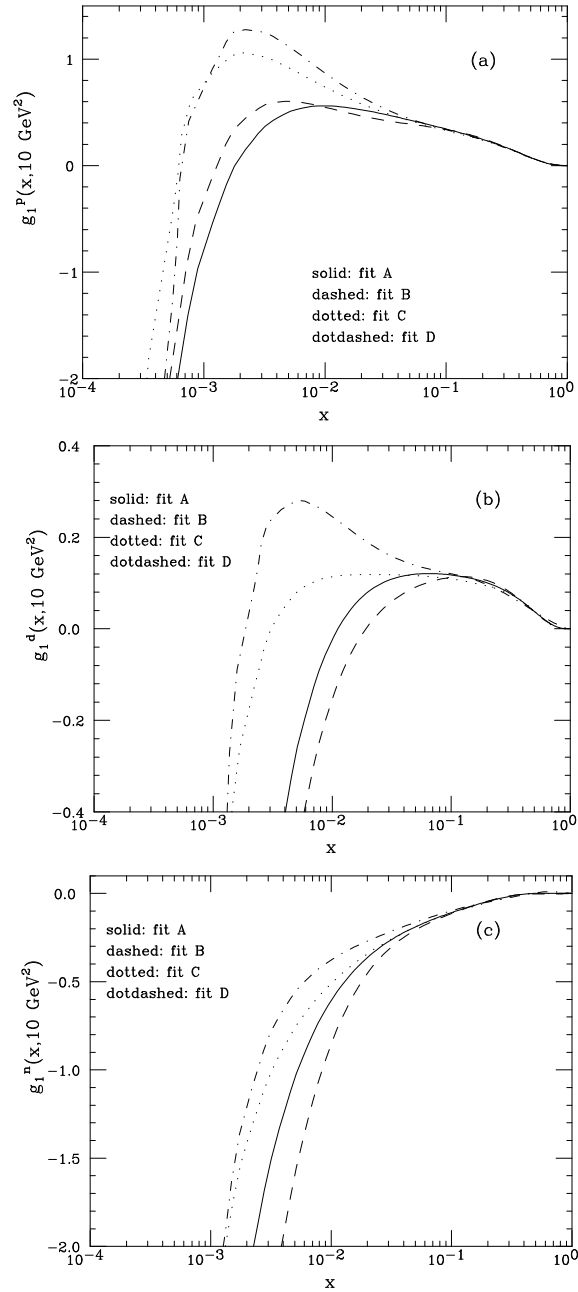 1
0
−1
−2
g₁ᵖ(x,10 GeV²)
(a)
solid: fit A
dashed: fit B
dotted: fit C
dotdashed: fit D
10⁻⁴ 10⁻³ 10⁻² 10⁻¹ 10⁰
x
0.4
0.2
0.0
−0.2
−0.4
g₁ᵈ(x,10 GeV²)
solid: fit A
dashed: fit B
dotted: fit C
dotdashed: fit D
(b)
10⁻⁴ 10⁻³ 10⁻² 10⁻¹ 10⁰
x
0.0
−0.5
−1.0
−1.5
−2.0
g₁ⁿ(x,10 GeV²)
solid: fit A
dashed: fit B
dotted: fit C
dotdashed: fit D
(c)
10⁻⁴ 10⁻³ 10⁻² 10⁻¹ 10⁰
x